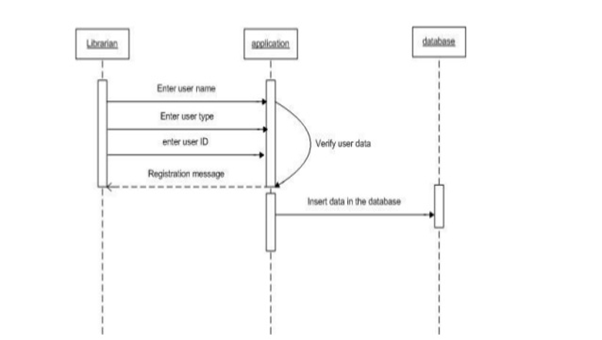 Librarian
application
database
Enter user name
Enter user type
enter user ID
Verify user data
Registration message
Insert data in the database